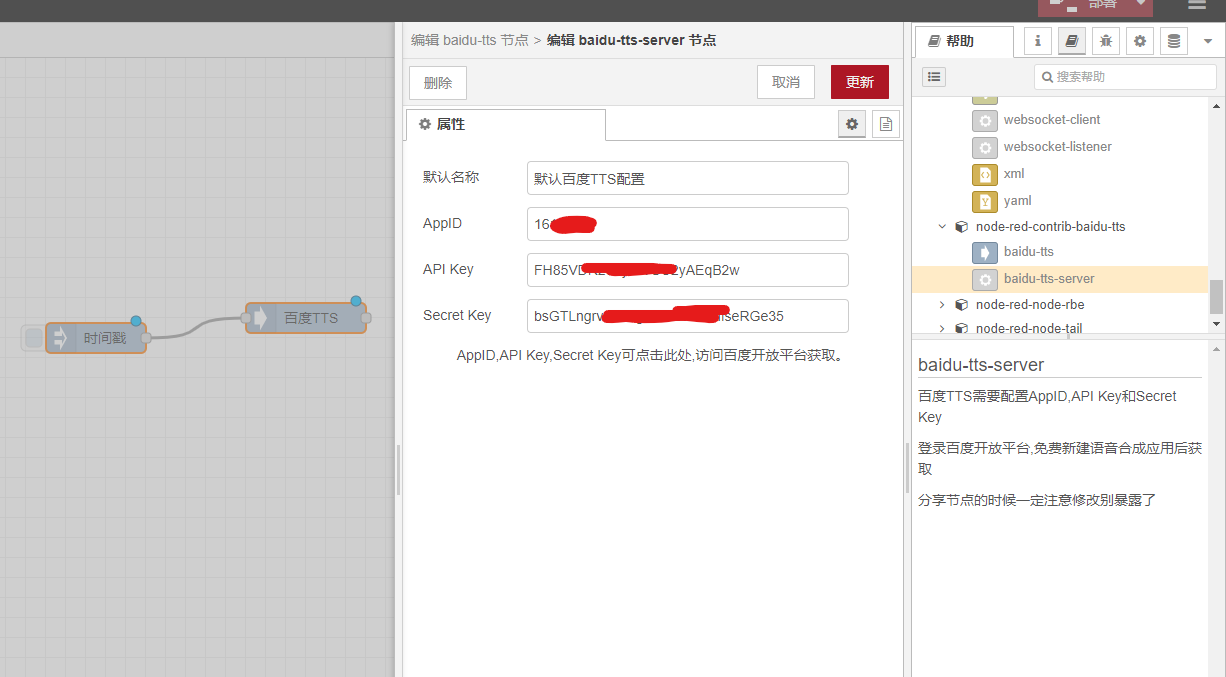 部署
编辑 baidu-tts 节点 > 编辑 baidu-tts-server 节点
删除
取消
更新
属性
默认名称
默认百度TTS配置
AppID
16
API Key
FH85V yAEqB2w
Secret Key
bsGTLngr seRGe35
AppID,API Key,Secret Key可点击此处,访问百度开放平台获取。
时间戳
百度TTS
帮助
搜索帮助
websocket-client
websocket-listener
xml
yaml
node-red-contrib-baidu-tts
baidu-tts
baidu-tts-server
node-red-node-rbe
node-red-node-tail
baidu-tts-server
百度TTS需要配置AppID,API Key和Secret
Key
登录百度开放平台,免费新建语音合成应用后获
取
分享节点的时候一定注意修改别暴露了